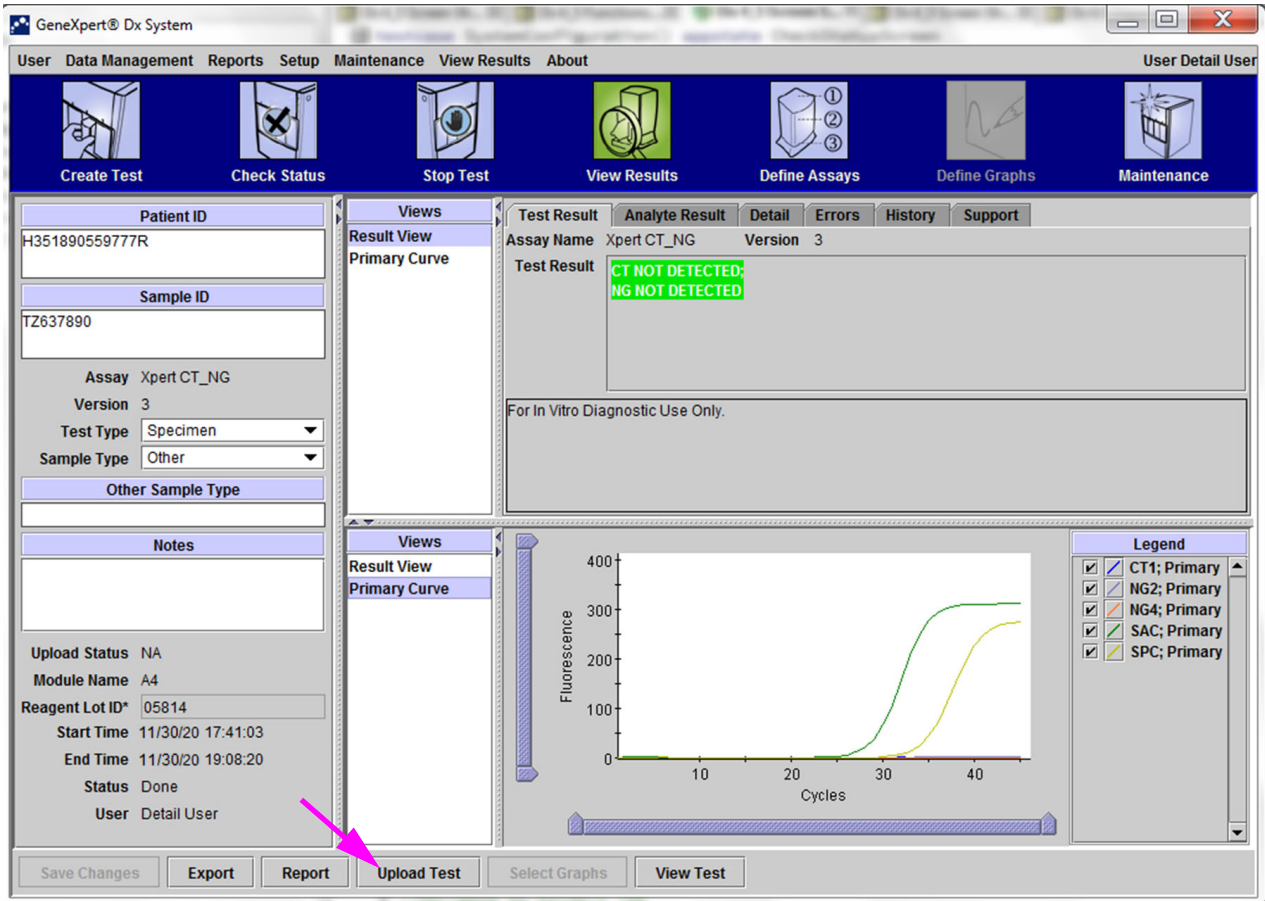 GeneXpert® Dx System
User Data Management Reports Setup Maintenance View Results About User Detail User
Create Test Check Status Stop Test View Results Define Assays Define Graphs Maintenance
① ② ③
Patient ID
H351890559777R
Sample ID
TZ637890
Assay Xpert CT_NG
Version 3
Test Type Specimen
Sample Type Other
Other Sample Type
Notes
Upload Status NA
Module Name A4
Reagent Lot ID* 05814
Start Time 11/30/20 17:41:03
End Time 11/30/20 19:08:20
Status Done
User Detail User
Views
Result View
Primary Curve
Test Result Analyte Result Detail Errors History Support
Assay Name Xpert CT_NG Version 3
Test Result CT NOT DETECTED;
NG NOT DETECTED
For In Vitro Diagnostic Use Only.
Views
Result View
Primary Curve
400
300
200
100
0
Fluorescence
10 20 30 40
Cycles
Legend
CT1; Primary
NG2; Primary
NG4; Primary
SAC; Primary
SPC; Primary
Save Changes Export Report Upload Test Select Graphs View Test